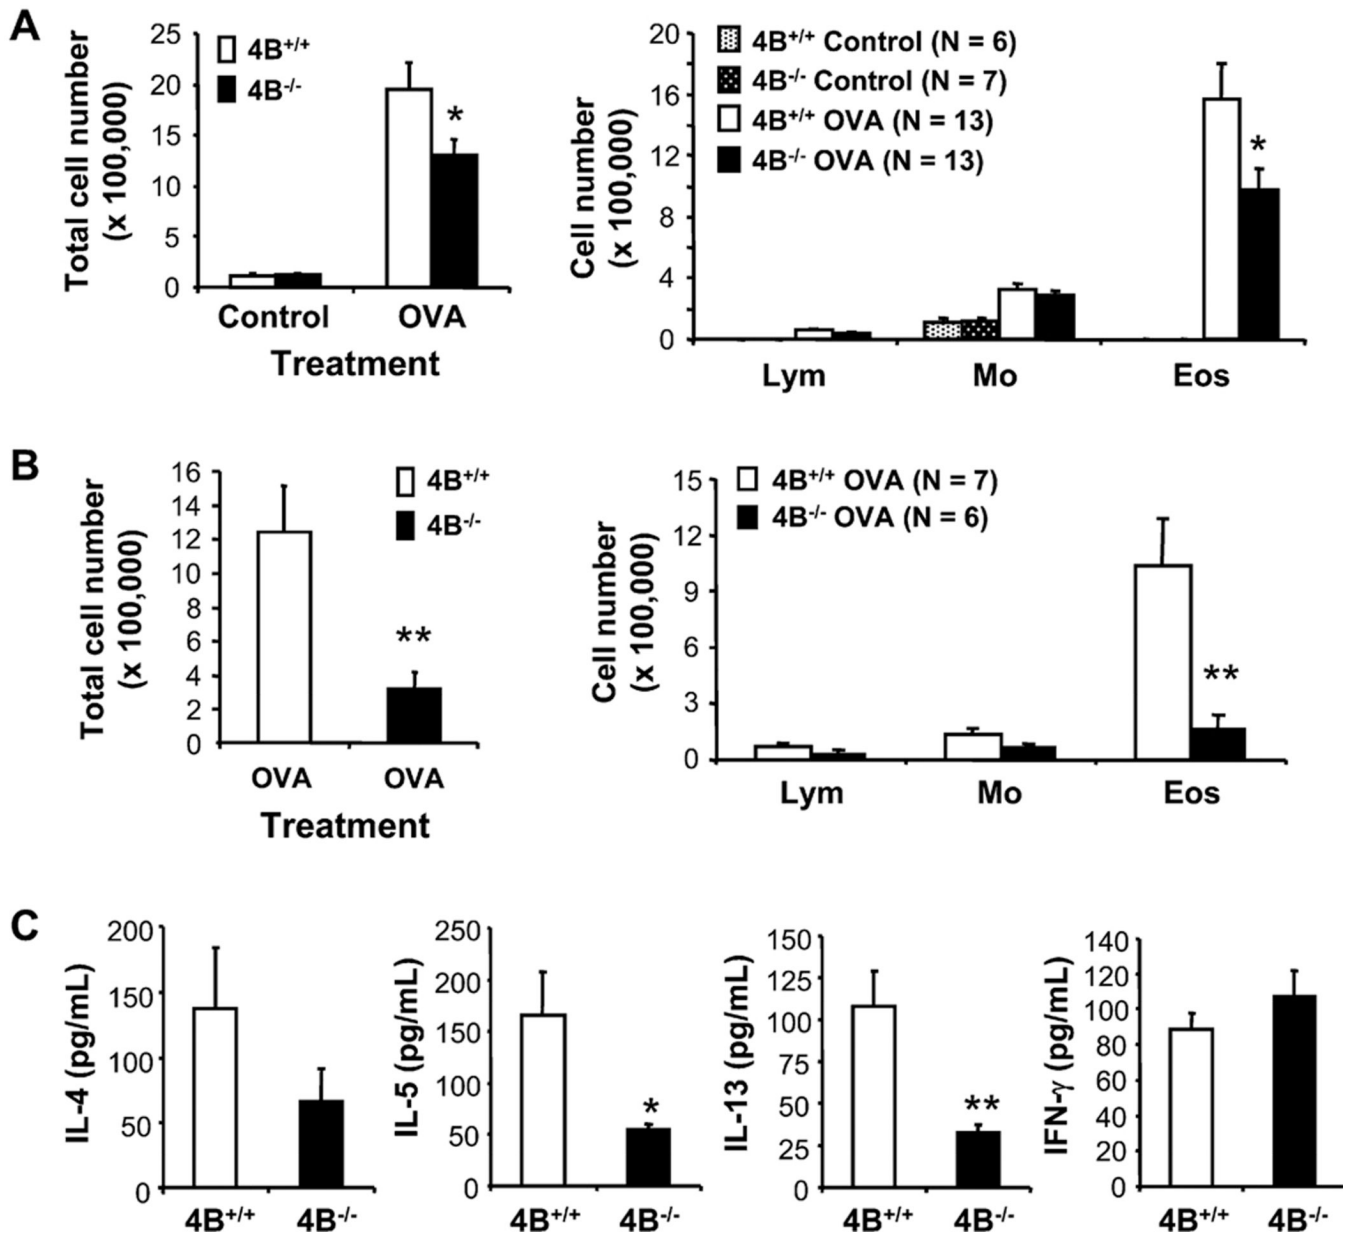 A
Total cell number
(x 100,000)
25
20
15
10
5
0
4B+/+
4B-/-
*
Control
OVA
Treatment
Cell number
(x 100,000)
20
16
12
8
4
0
4B+/+ Control (N = 6)
4B-/- Control (N = 7)
4B+/+ OVA (N = 13)
4B-/- OVA (N = 13)
*
Lym
Mo
Eos
B
Total cell number
(x 100,000)
16
14
12
10
8
6
4
2
0
4B+/+
4B-/-
**
OVA
OVA
Treatment
Cell number
(x 100,000)
15
12
9
6
3
0
4B+/+ OVA (N = 7)
4B-/- OVA (N = 6)
**
Lym
Mo
Eos
C
IL-4 (pg/mL)
200
150
100
50
0
4B+/+
4B-/-
IL-5 (pg/mL)
250
200
150
100
50
0
*
4B+/+
4B-/-
IL-13 (pg/mL)
150
125
100
75
50
25
0
**
4B+/+
4B-/-
IFN-γ (pg/mL)
140
120
100
80
60
40
20
0
4B+/+
4B-/-